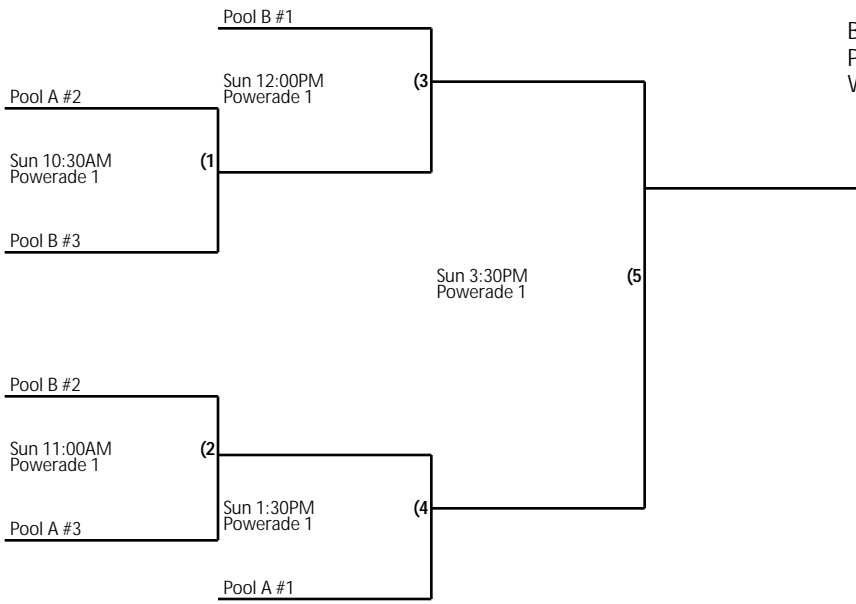 Pool B #1
Sun 12:00PM
Powerade 1
(3
Pool A #2
Sun 10:30AM
Powerade 1
(1
Pool B #3
Sun 3:30PM
Powerade 1
(5
Pool B #2
Sun 11:00AM
Powerade 1
(2
Sun 1:30PM
Powerade 1
(4
Pool A #3
Pool A #1